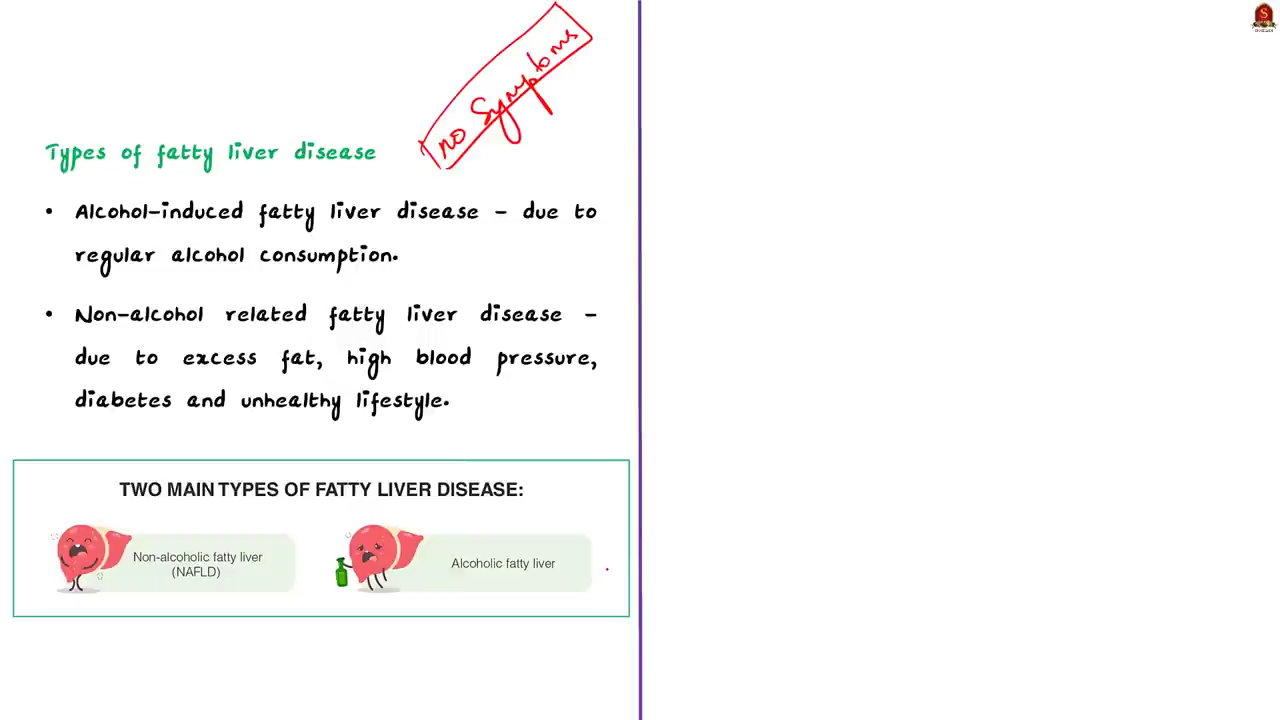 no Symptoms
Types of fatty liver disease
• Alcohol-induced fatty liver disease - due to
regular alcohol consumption.
• Non-alcohol related fatty liver disease -
due to excess fat, high blood pressure,
diabetes and unhealthy lifestyle.
TWO MAIN TYPES OF FATTY LIVER DISEASE:
Non-alcoholic fatty liver
(NAFLD)
Alcoholic fatty liver